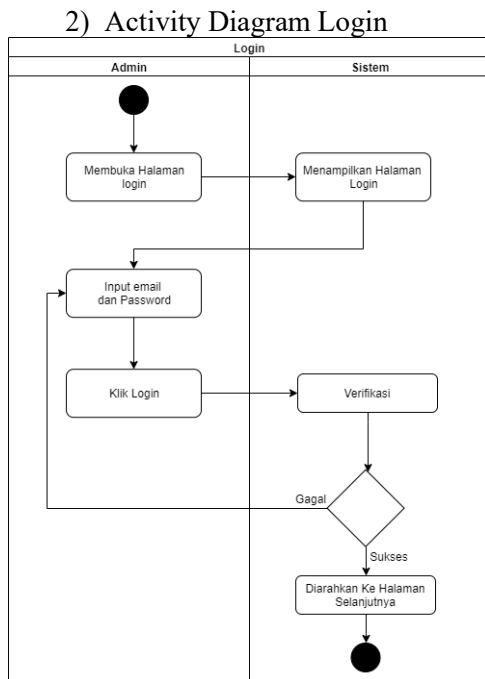 2) Activity Diagram Login
Login
Admin
Sistem
Membuka Halaman
login
Menampilkan Halaman
Login
Input email
dan Password
Klik Login
Verifikasi
Gagal
Sukses
Diarahkan Ke Halaman
Selanjutnya